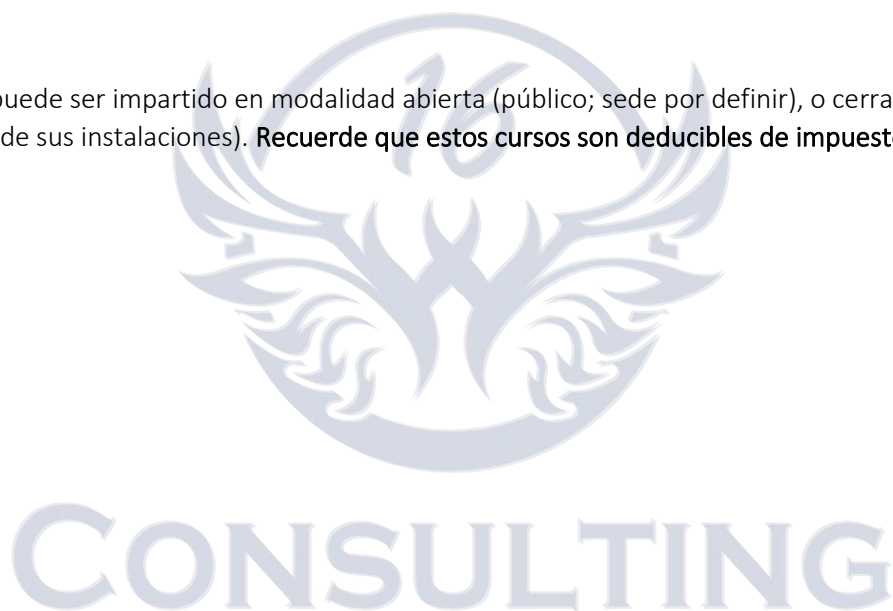 16
puede ser impartido en modalidad abierta (público; sede por definir), o cerra
de sus instalaciones). Recuerde que estos cursos son deducibles de impuest
CONSULTING